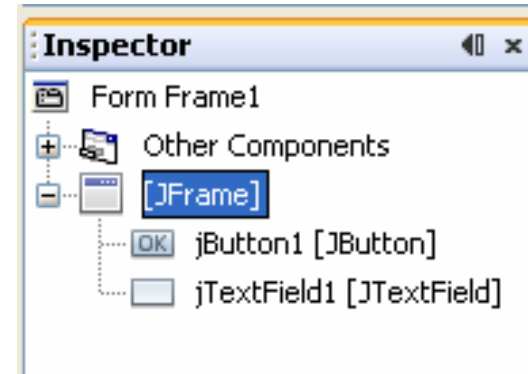 Inspector
Form Frame1
Other Components
[JFrame]
OK jButton1 [JButton]
jTextField1 [JTextField]